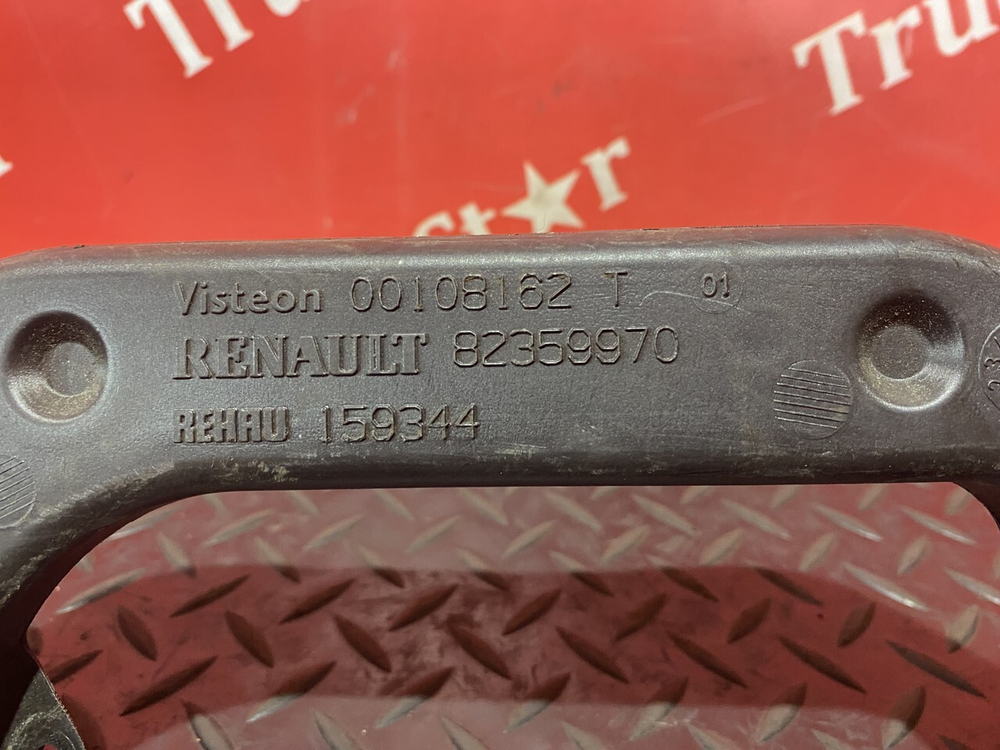 Visteon 00108162 T 01
RENAULT 82359970
REHAU 159344